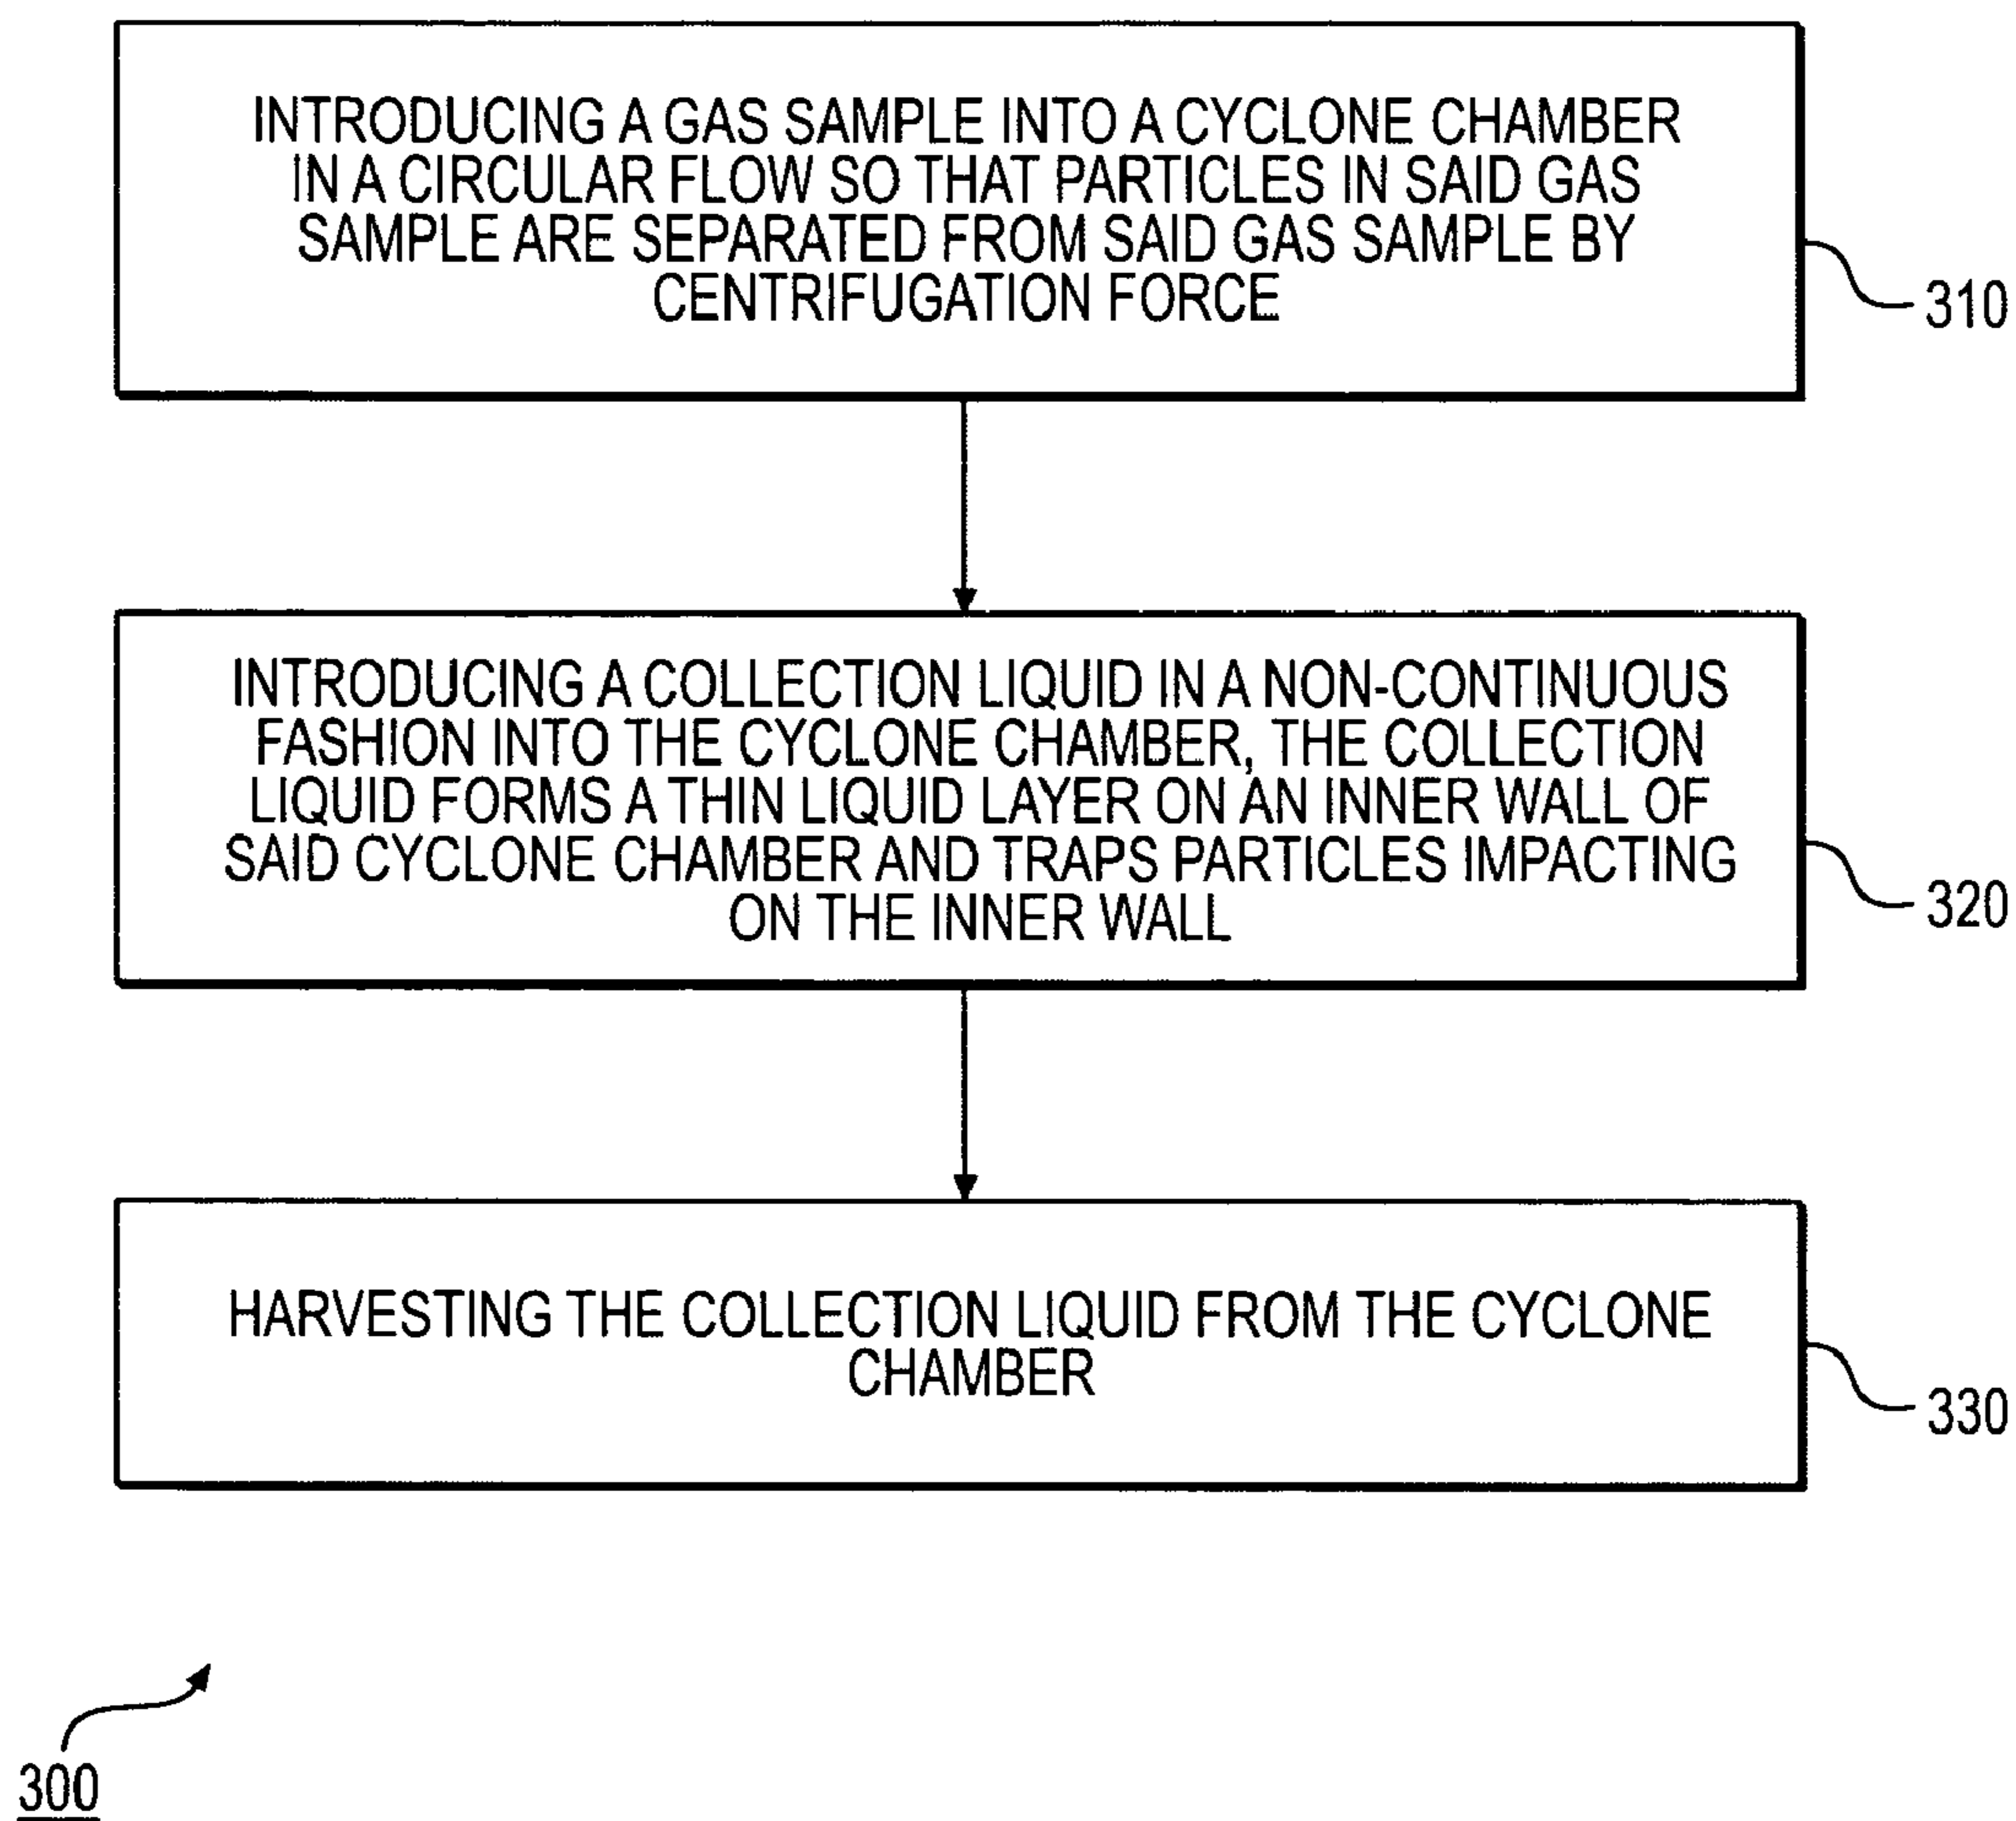 INTRODUCING A GAS SAMPLE INTO A CYCLONE CHAMBER
IN A CIRCULAR FLOW SO THAT PARTICLES IN SAID GAS
SAMPLE ARE SEPARATED FROM SAID GAS SAMPLE BY
CENTRIFUGATION FORCE
310
INTRODUCING A COLLECTION LIQUID IN A NON-CONTINUOUS
FASHION INTO THE CYCLONE CHAMBER, THE COLLECTION
LIQUID FORMS A THIN LIQUID LAYER ON AN INNER WALL OF
SAID CYCLONE CHAMBER AND TRAPS PARTICLES IMPACTING
ON THE INNER WALL
320
HARVESTING THE COLLECTION LIQUID FROM THE CYCLONE
CHAMBER
330
300